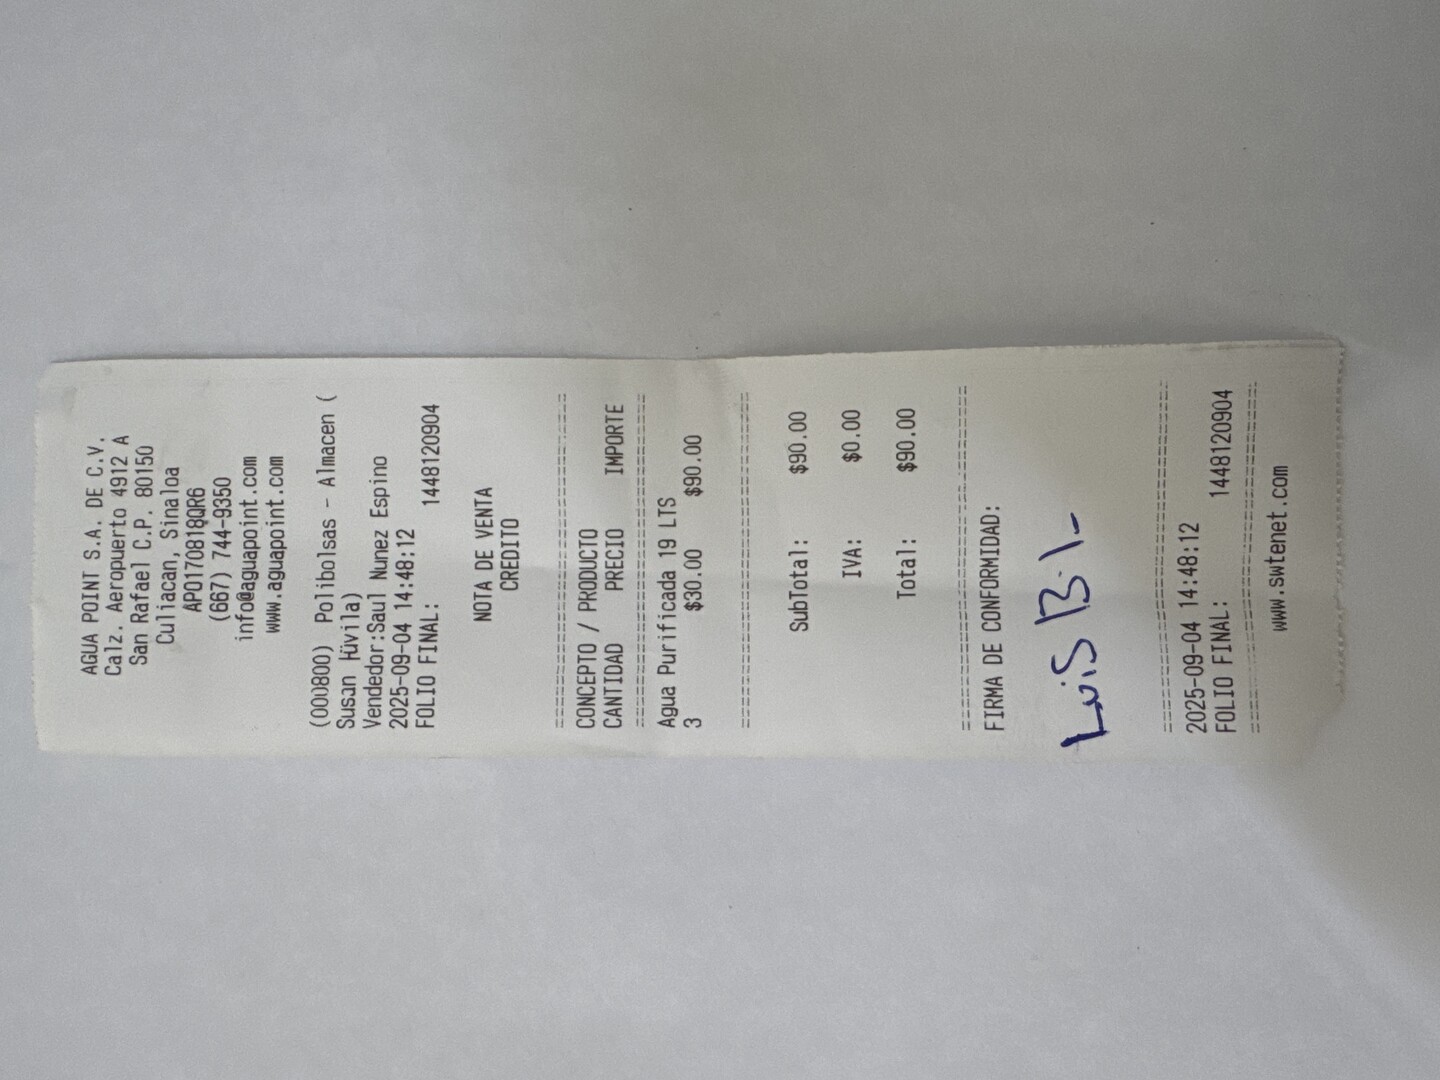 AGUA POINT S.A. DE C.V.
Calz. Aeropuerto 4912 A
San Rafael C.P. 80150
Culiacan, Sinaloa
APO170818QR6
(667) 744-9350
info@aguapoint.com
www.aguapoint.com
(000800) Polibolsas - Almacen (
Susan Húvila)
Vendedor:Saul Nunez Espino
2025-09-04 14:48:12
FOLIO FINAL: 1448120904
NOTA DE VENTA
CREDITO
==============================
CONCEPTO / PRODUCTO
CANTIDAD PRECIO IMPORTE
==============================
Agua Purificada 19 LTS
3 $30.00 $90.00
==============================
SubTotal: $90.00
IVA: $0.00
Total: $90.00
==============================
FIRMA DE CONFORMIDAD:
LuiS B.l-
==============================
2025-09-04 14:48:12
FOLIO FINAL: 1448120904
==============================
www.swtenet.com